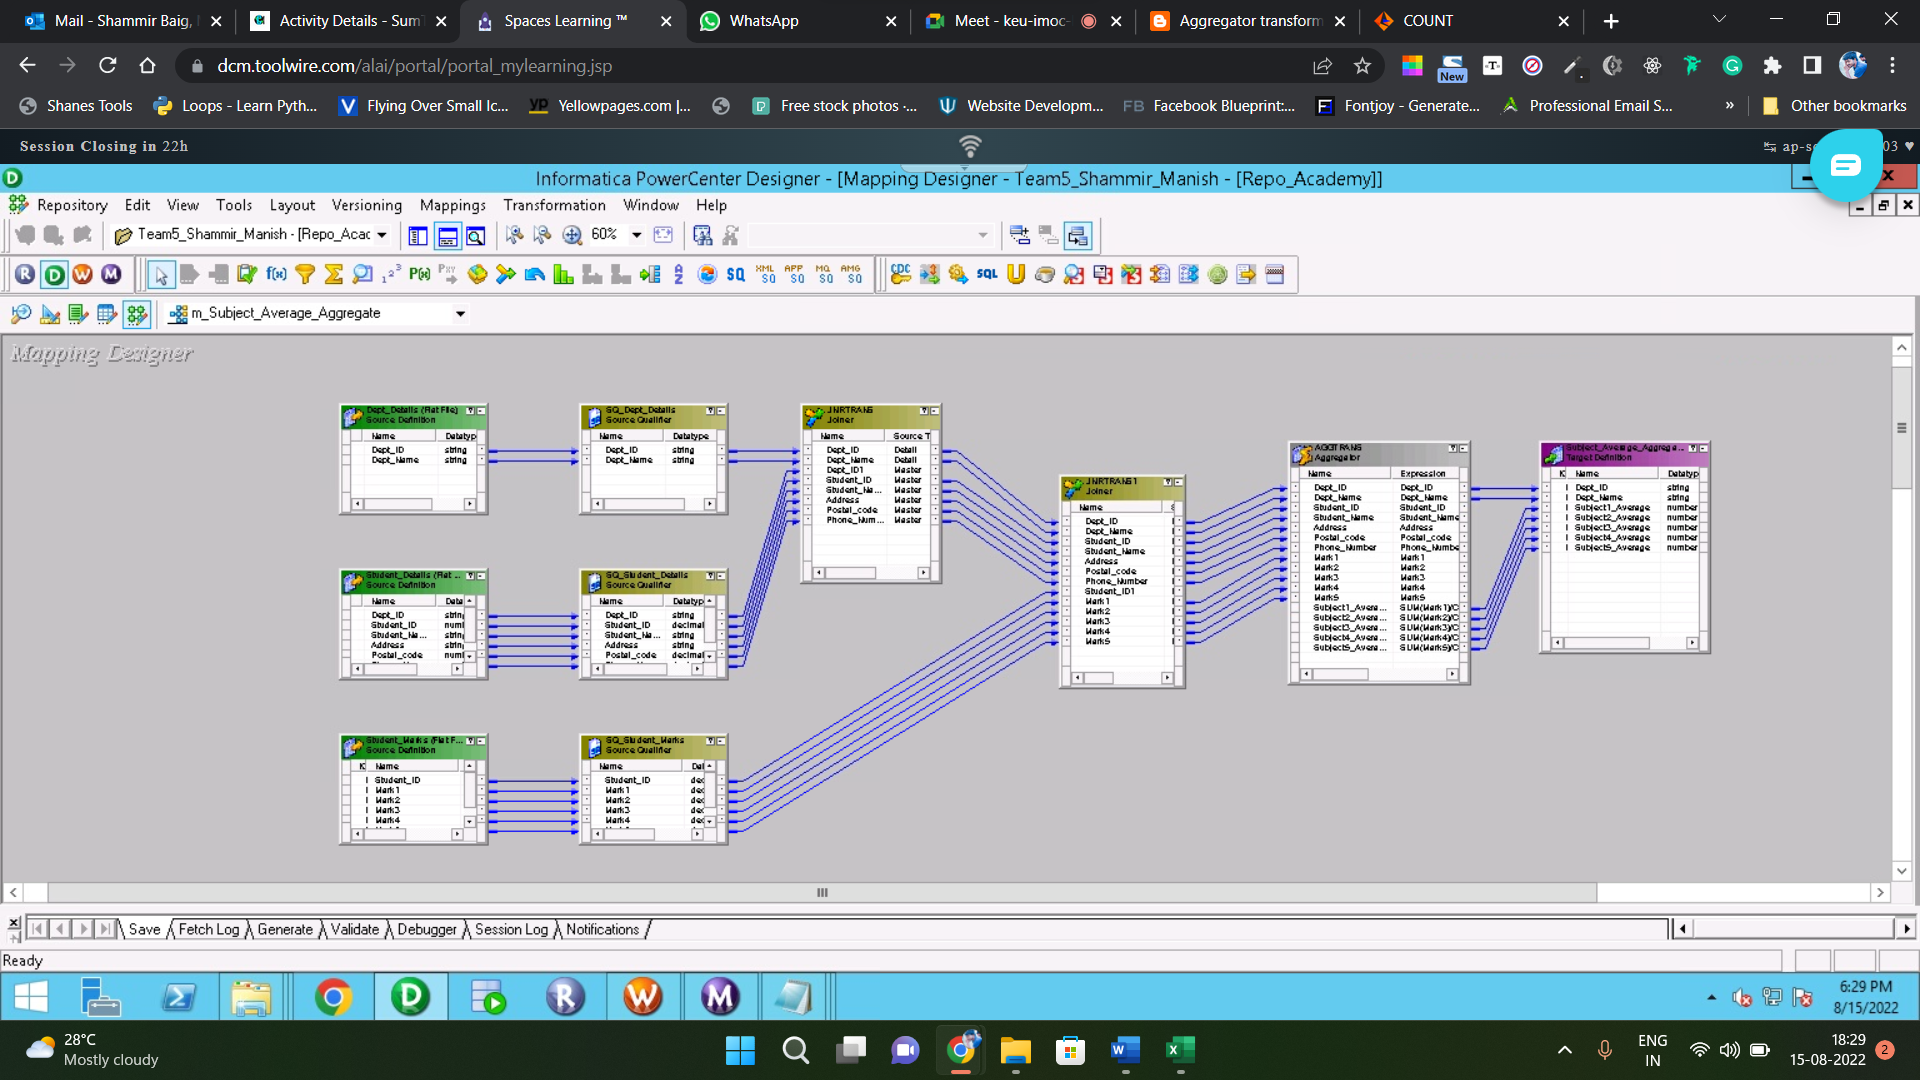 Mail - Shammir Baig,
Activity Details - Sum
Spaces Learning ™
WhatsApp
Meet - keu-imoc-
Aggregator transform
COUNT
dcm.toolwire.com/alai/portal/portal_mylearning.jsp
New
Shanes Tools
Loops - Learn Pyth...
Flying Over Small Ic...
Yellowpages.com |...
Free stock photos ·...
Website Developm...
Facebook Blueprint:...
Fontjoy - Generate...
Professional Email S...
»
Other bookmarks
Session Closing in 22h
Informatica PowerCenter Designer - [Mapping Designer - Team5_Shammir_Manish - [Repo_Academy]]
Repository Edit View Tools Layout Versioning Mappings Transformation Window Help
Team5_Shammir_Manish - [Repo_Acac
60%
m_Subject_Average_Aggregate
Mapping Designer
Dept_Details (Flat File)
Source Definition
Name Datatyp
Dept_ID string
Dept_Name string
SQ_Dept_Details
Source Qualifier
Name Datatype
Dept_ID string
Dept_Name string
JNRTRANS
Joiner
Name Source T
Dept_ID Detail
Dept_Name Detail
Dept_ID1 Master
Student_ID Master
Student_Na... Master
Address Master
Postal_code Master
Phone_Num... Master
Student_Details (Flat ...
Source Definition
Name Data
Dept_ID string
Student_ID numl
Student_Na... string
Address string
Postal_code numl
SQ_Student_Details
Source Qualifier
Name Datatyp
Dept_ID string
Student_ID decimal
Student_Na... string
Address string
Postal_code decimal
Student_Marks (Flat F...
Source Definition
K Name
Student_ID
Mark1
Mark2
Mark3
Mark4
SQ_Student_Marks
Source Qualifier
Name Dat
Student_ID dec
Mark1 dec
Mark2 dec
Mark3 dec
Mark4 dec
JNRTRANS1
Joiner
Name
Dept_ID
Dept_Name
Student_ID
Student_Name
Address
Postal_code
Phone_Number
Student_ID1
Mark1
Mark2
Mark3
Mark4
Mark5
AGGTRANS
Aggregator
Name Expression
Dept_ID Dept_ID
Dept_Name Dept_Name
Student_ID Student_ID
Student_Name Student_Name
Address Address
Postal_code Postal_code
Phone_Number Phone_Numbe
Mark1 Mark1
Mark2 Mark2
Mark3 Mark3
Mark4 Mark4
Mark5 Mark5
Subject1_Avera... SUM(Mark1)/C
Subject2_Avera... SUM(Mark2)/C
Subject3_Avera... SUM(Mark3)/C
Subject4_Avera... SUM(Mark4)/C
Subject5_Avera... SUM(Mark5)/C
Subject_Average_Aggrega...
Target Definition
K Name Datatyp
Dept_ID string
Dept_Name string
Subject1_Average number
Subject2_Average number
Subject3_Average number
Subject4_Average number
Subject5_Average number
Save Fetch Log Generate Validate Debugger Session Log Notifications
Ready
6:29 PM
8/15/2022
28°C
Mostly cloudy
ENG
IN
18:29
15-08-2022
2